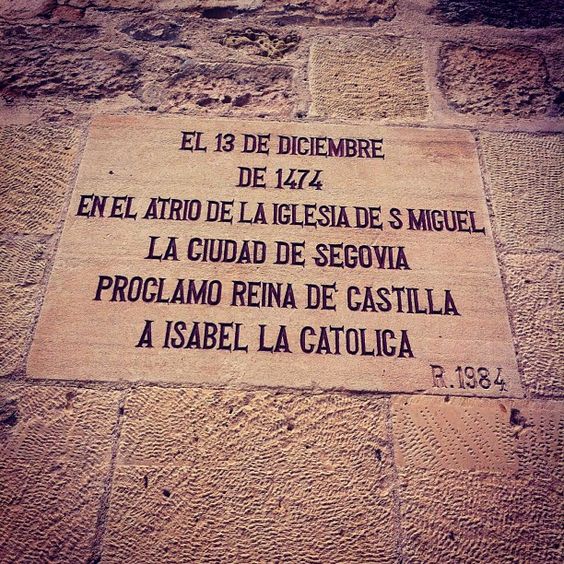 EL 13 DE DICIEMBRE
DE 1474
EN EL ATRIO DE LA IGLESIA DE S MIGUEL
LA CIUDAD DE SEGOVIA
PROCLAMO REINA DE CASTILLA
A ISABEL LA CATOLICA
R.1984